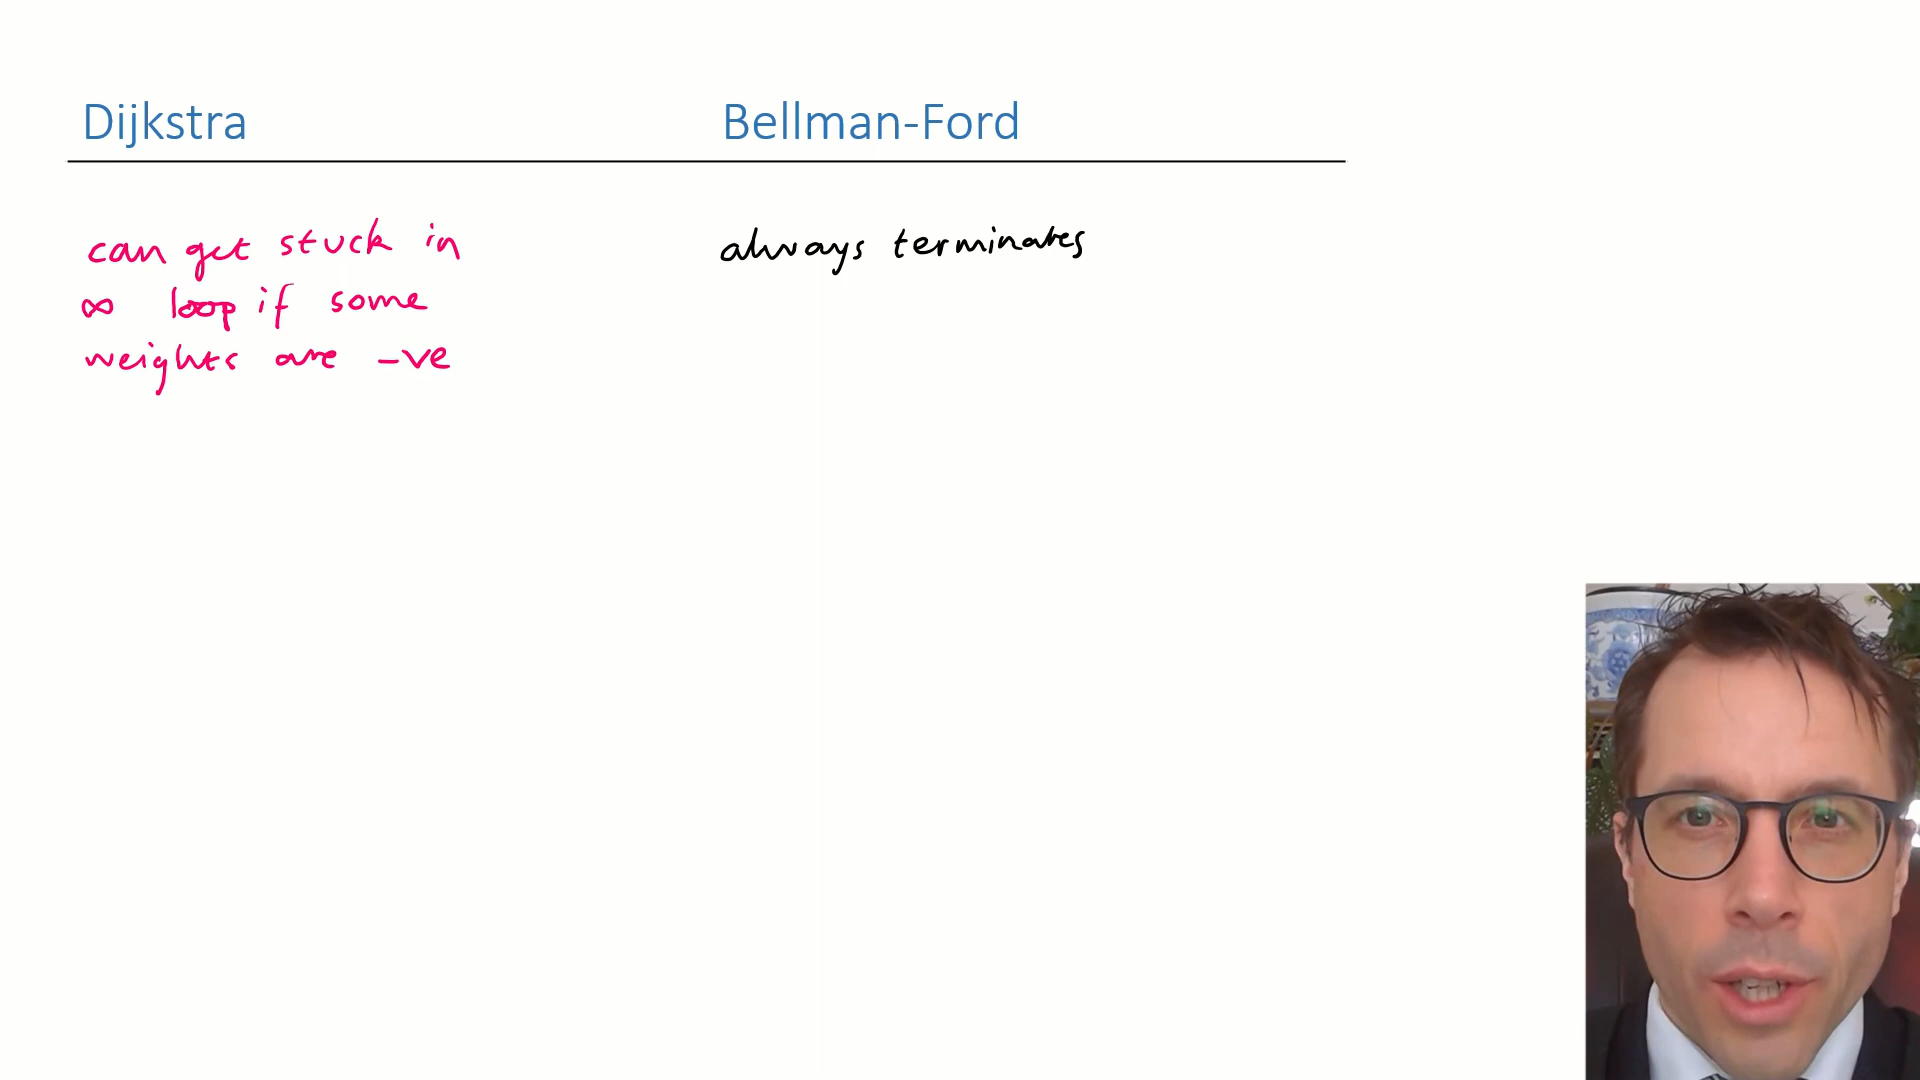 Dijkstra
Bellman-Ford
can get stuck in
∞ loop if some
weights are -ve
always terminates